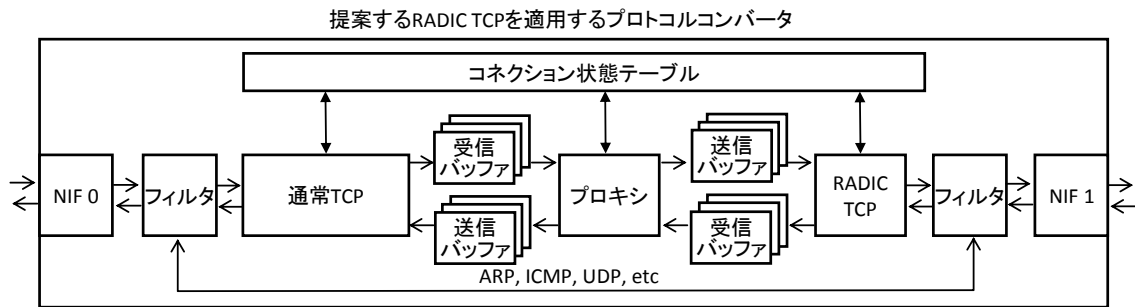 提案するRADIC TCPを適用するプロトコルコンバータ
コネクション状態テーブル
NIF 0
フィルタ
通常TCP
受信
バッファ
送信
バッファ
プロキシ
送信
バッファ
受信
バッファ
RADIC
TCP
フィルタ
NIF 1
ARP, ICMP, UDP, etc